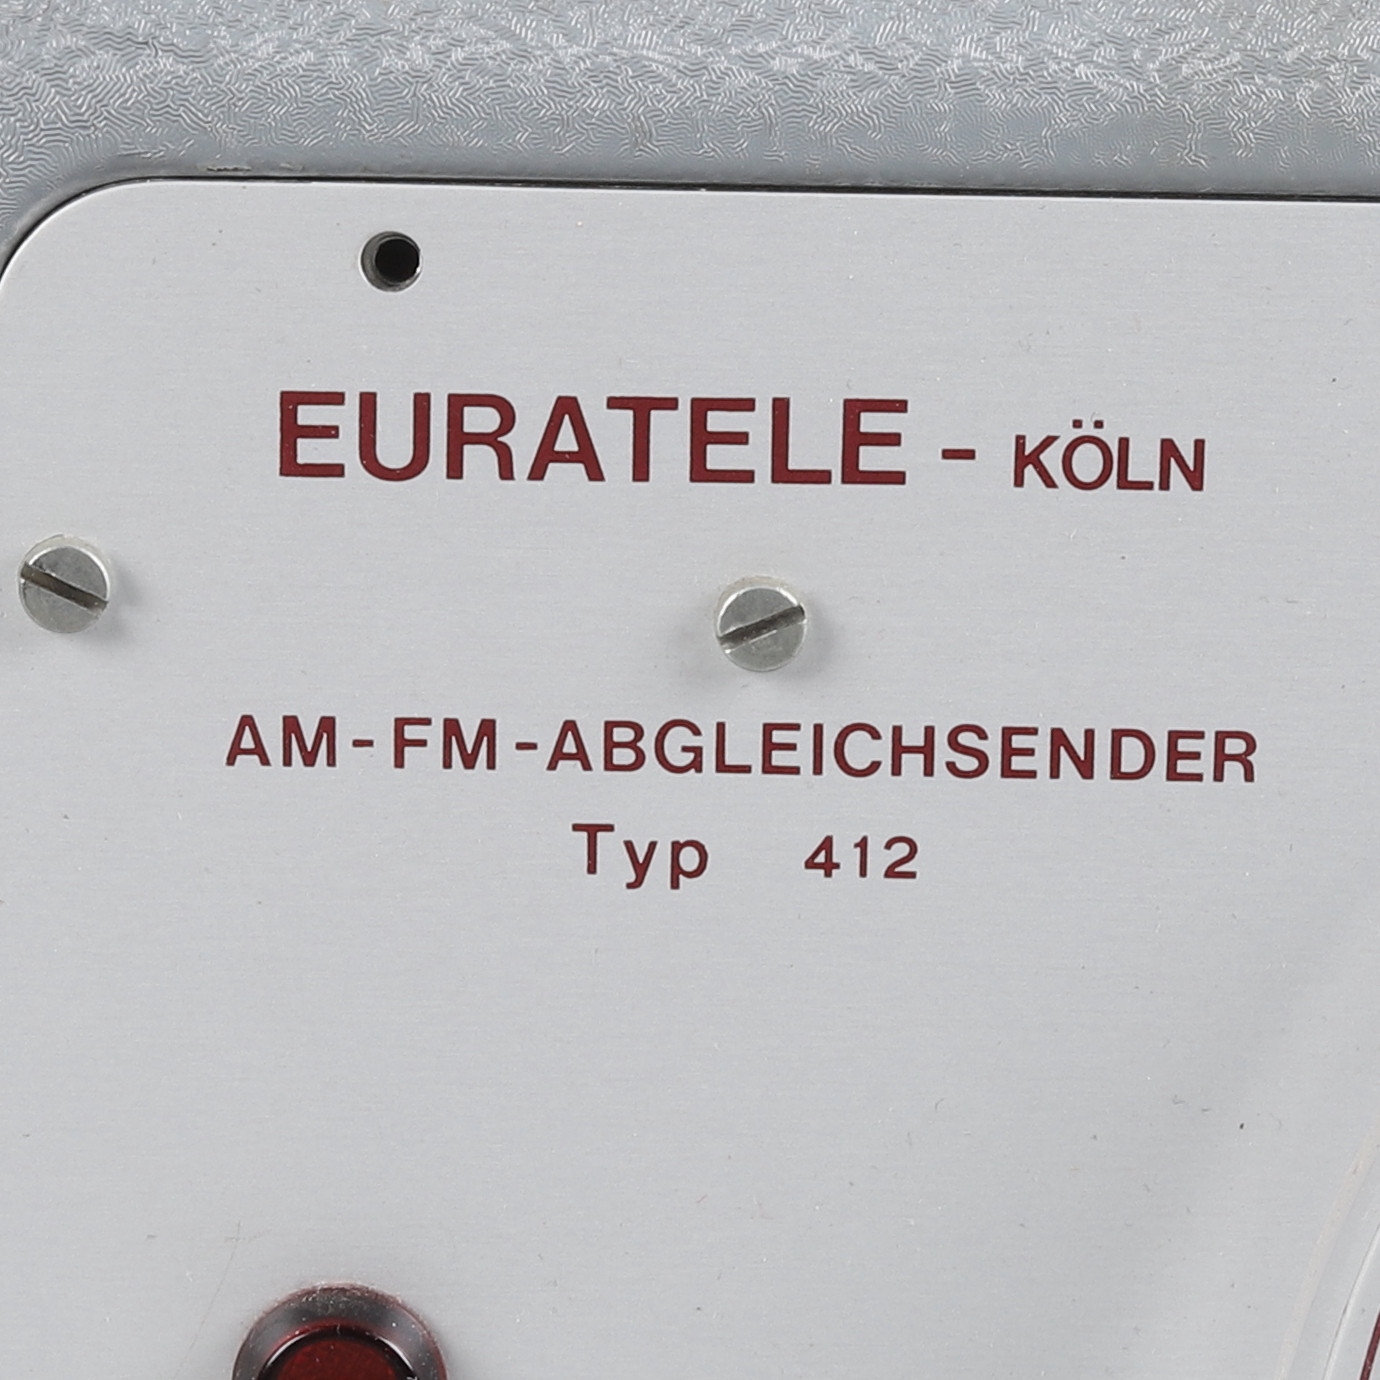 EURATELE - KÖLN
AM-FM-ABGLEICHSENDER
Typ 412